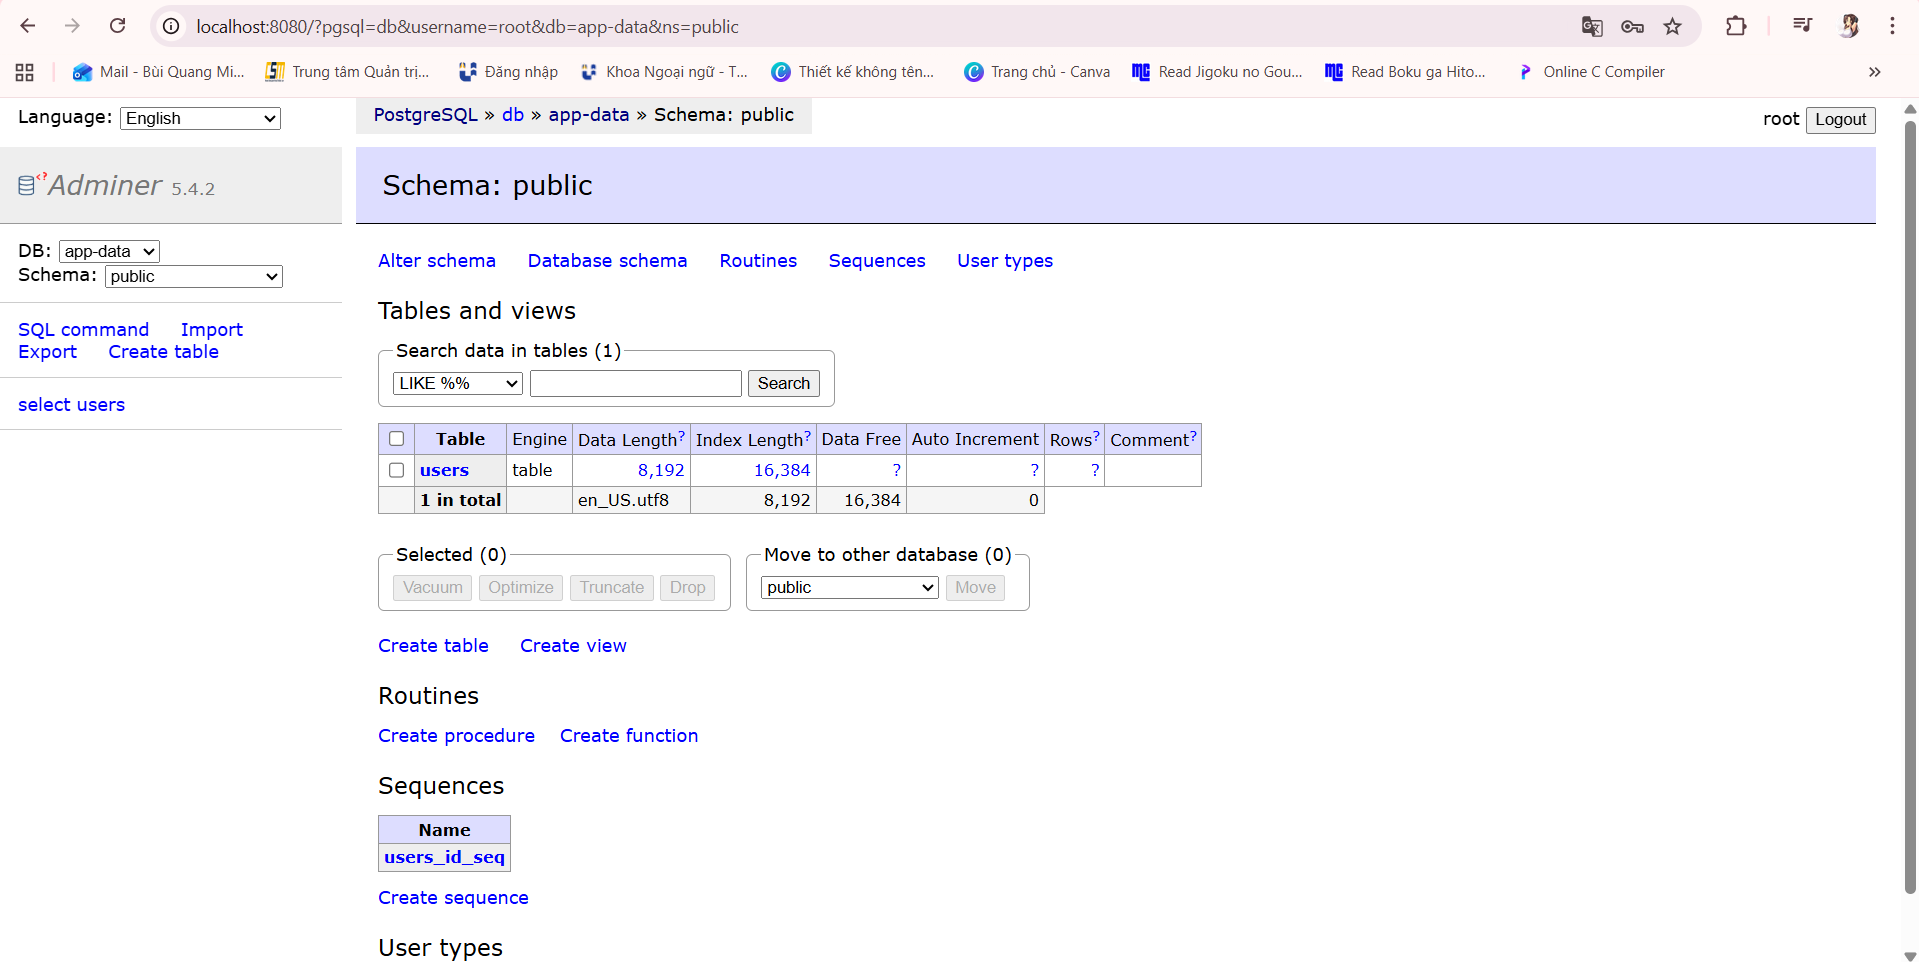 localhost:8080/?pgsql=db&username=root&db=app-data&ns=public
Mail - Bùi Quang Mi... Trung tâm Quản trị... Đăng nhập Khoa Ngoại ngữ - T... Thiết kế không tên... Trang chủ - Canva Read Jigoku no Gou... Read Boku ga Hito... Online C Compiler »
Language: English
PostgreSQL » db » app-data » Schema: public
root Logout
Adminer 5.4.2
Schema: public
DB: app-data
Schema: public
SQL command Import
Export Create table
select users
Alter schema Database schema Routines Sequences User types
Tables and views
Search data in tables (1)
LIKE %% Search
Table Engine Data Length? Index Length? Data Free Auto Increment Rows? Comment?
users table 8,192 16,384 ? ? ?
1 in total en_US.utf8 8,192 16,384 0
Selected (0) Move to other database (0)
Vacuum Optimize Truncate Drop public Move
Create table Create view
Routines
Create procedure Create function
Sequences
Name
users_id_seq
Create sequence
User types